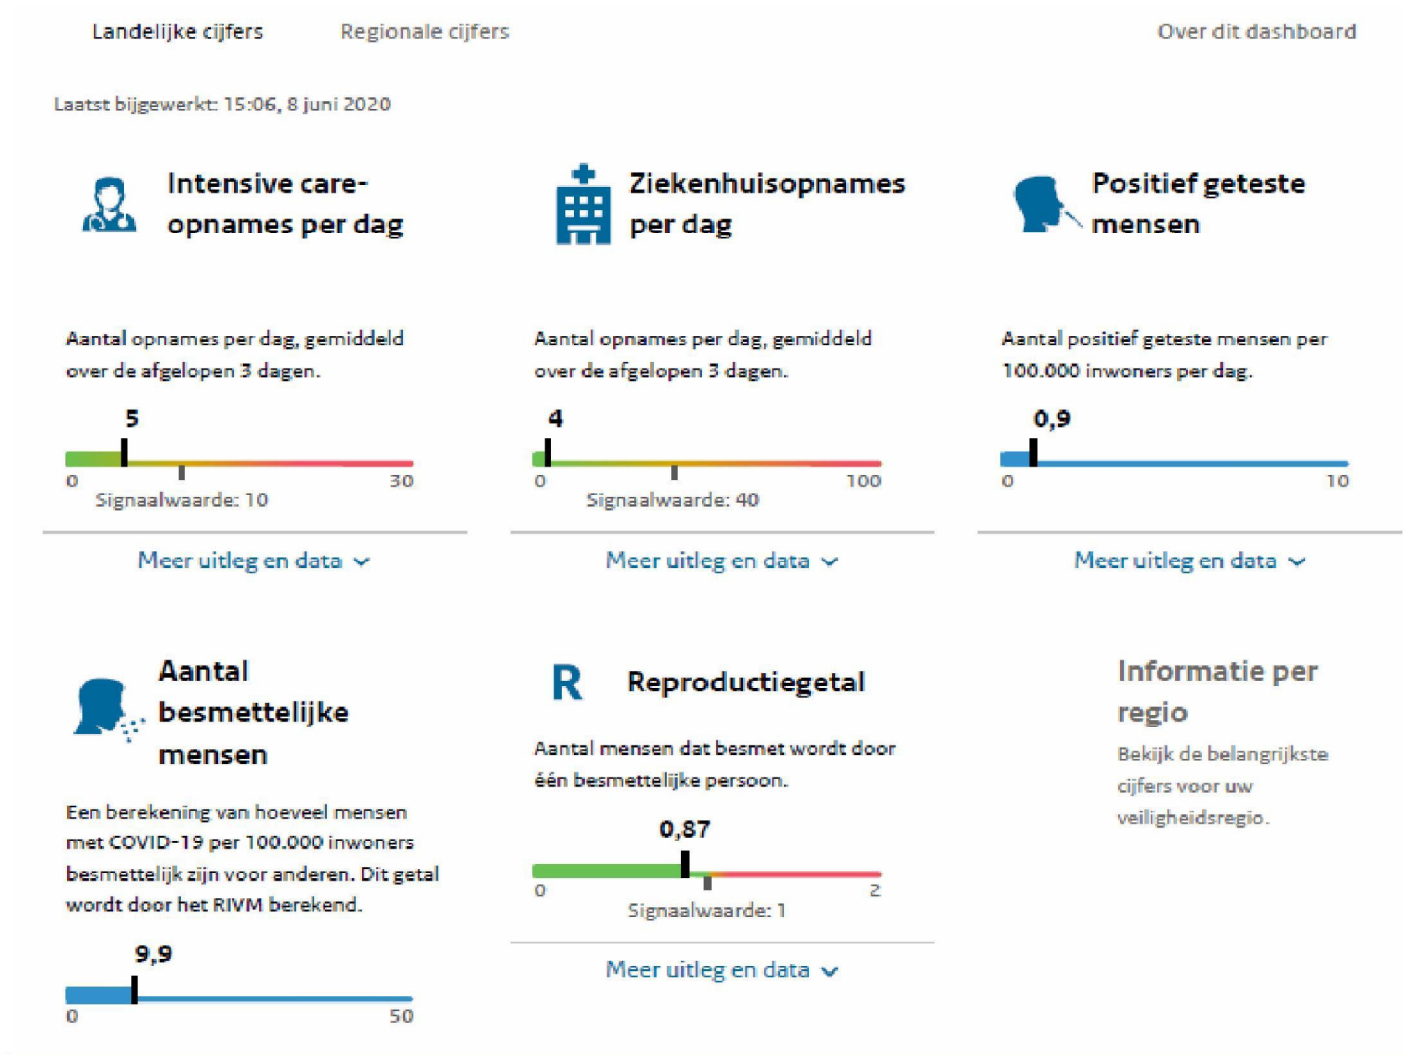 Landelijke cijfers
Regionale cijfers
Over dit dashboard
Laatst bijgewerkt: 15:06, 8 juni 2020
Intensive care-
opnames per dag
Aantal opnames per dag, gemiddeld
over de afgelopen 3 dagen.
5
0
30
Signaalwaarde: 10
Meer uitleg en data
Ziekenhuisopnames
per dag
Aantal opnames per dag, gemiddeld
over de afgelopen 3 dagen.
4
0
100
Signaalwaarde: 40
Meer uitleg en data
Positief geteste
mensen
Aantal positief geteste mensen per
100.000 inwoners per dag.
0,9
0
10
Meer uitleg en data
Aantal
besmettelijke
mensen
Een berekening van hoeveel mensen
met COVID-19 per 100.000 inwoners
besmettelijk zijn voor anderen. Dit getal
wordt door het RIVM berekend.
9,9
0
50
R
Reproductiegetal
Aantal mensen dat besmet wordt door
één besmettelijke persoon.
0,87
0
2
Signaalwaarde: 1
Meer uitleg en data
Informatie per
regio
Bekijk de belangrijkste
cijfers voor uw
veiligheidsregio.